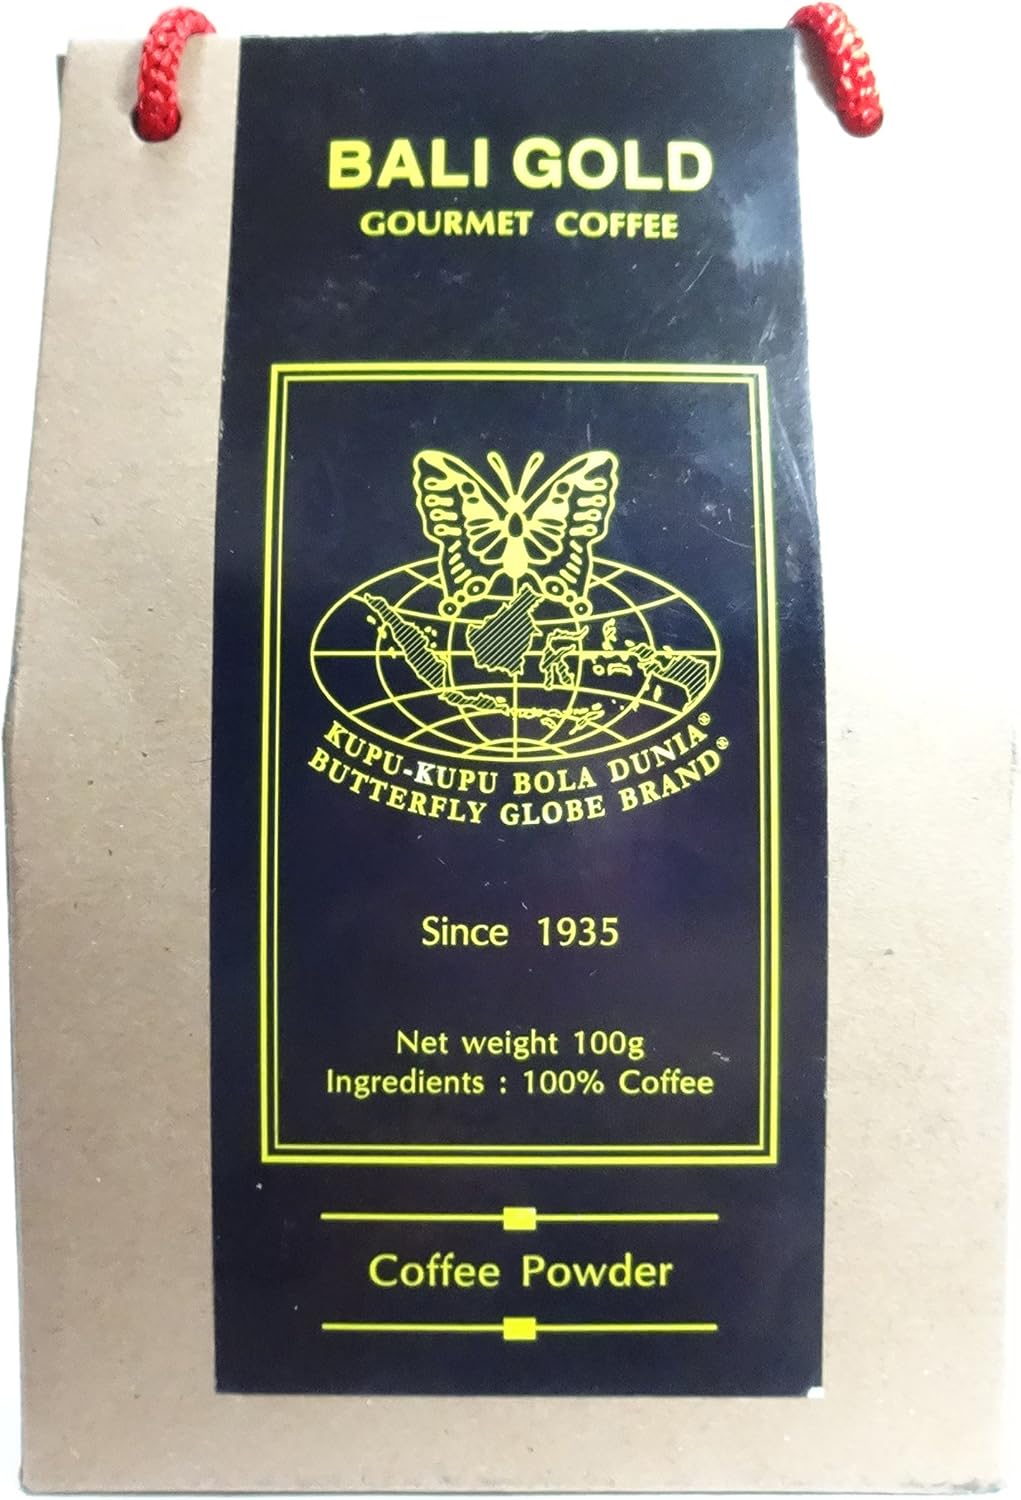 BALI GOLD
GOURMET COFFEE
KUPU-KUPU BOLA DUNIA®
BUTTERFLY GLOBE BRAND®
Since 1935
Net weight 100g
Ingredients : 100% Coffee
Coffee Powder